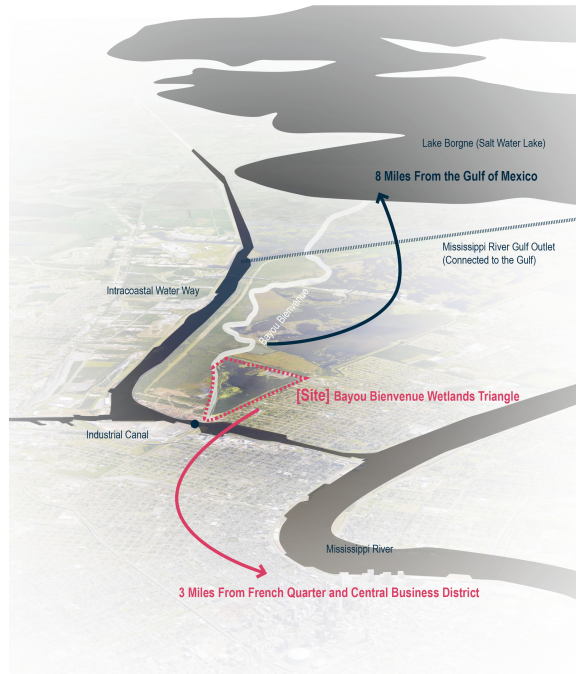 Lake Borgne (Salt Water Lake)
8 Miles From the Gulf of Mexico
Mississippi River Gulf Outlet
(Connected to the Gulf)
Intracoastal Water Way
Bayou Bienvenue
[Site] Bayou Bienvenue Wetlands Triangle
Industrial Canal
Mississippi River
3 Miles From French Quarter and Central Business District